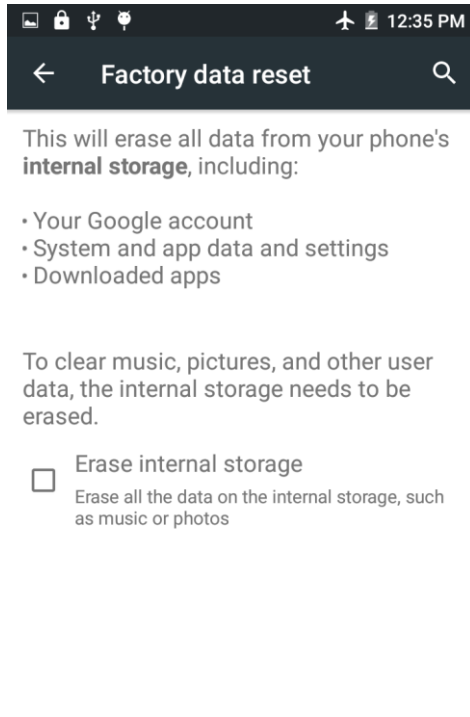 12:35 PM
Factory data reset
This will erase all data from your phone's
internal storage, including:
• Your Google account
• System and app data and settings
• Downloaded apps
To clear music, pictures, and other user
data, the internal storage needs to be
erased.
Erase internal storage
Erase all the data on the internal storage, such
as music or photos